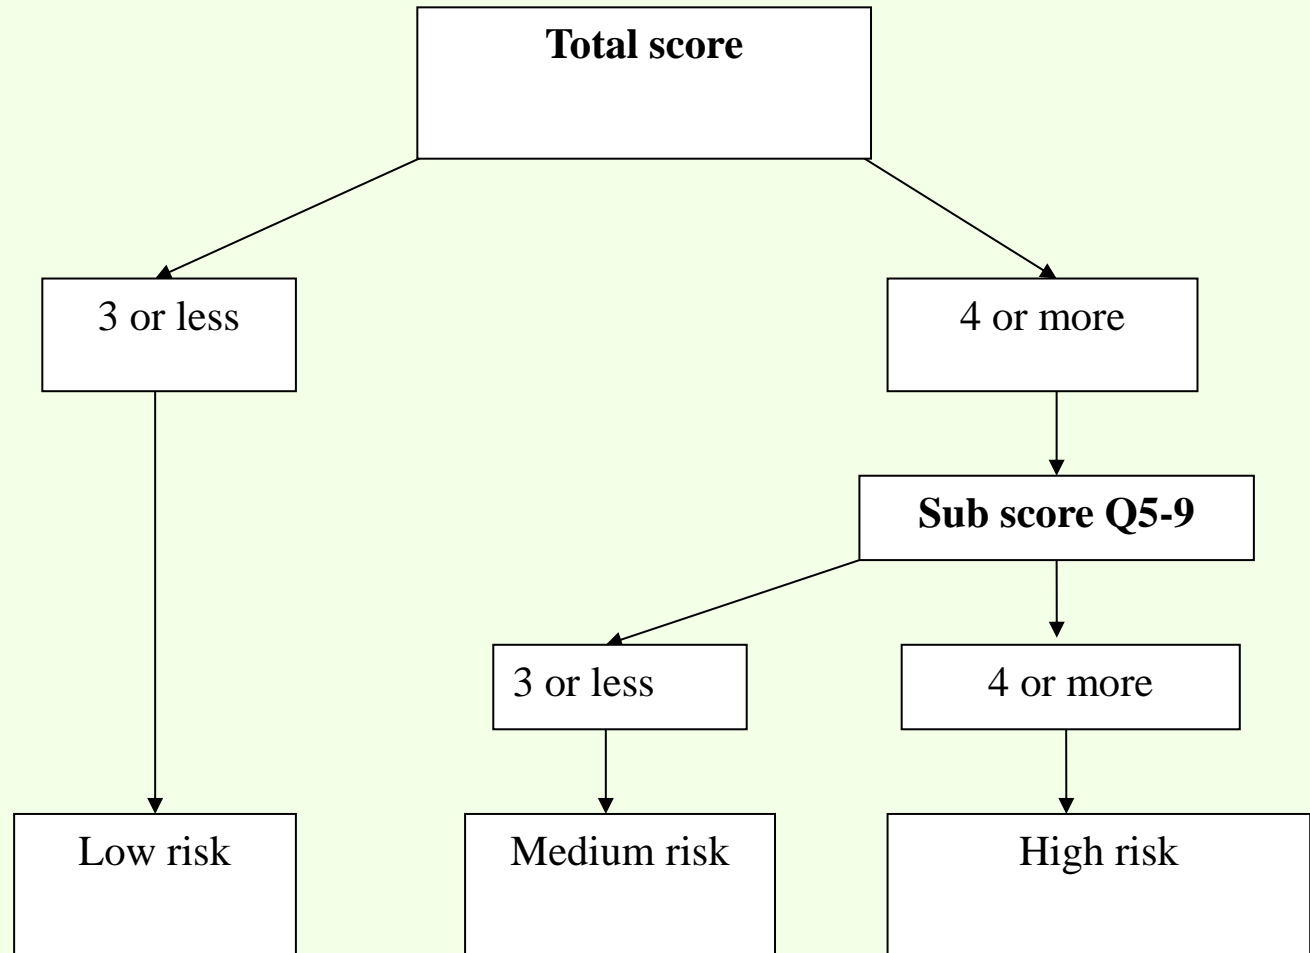 Total score
3 or less
4 or more
Sub score Q5-9
3 or less
4 or more
Low risk
Medium risk
High risk